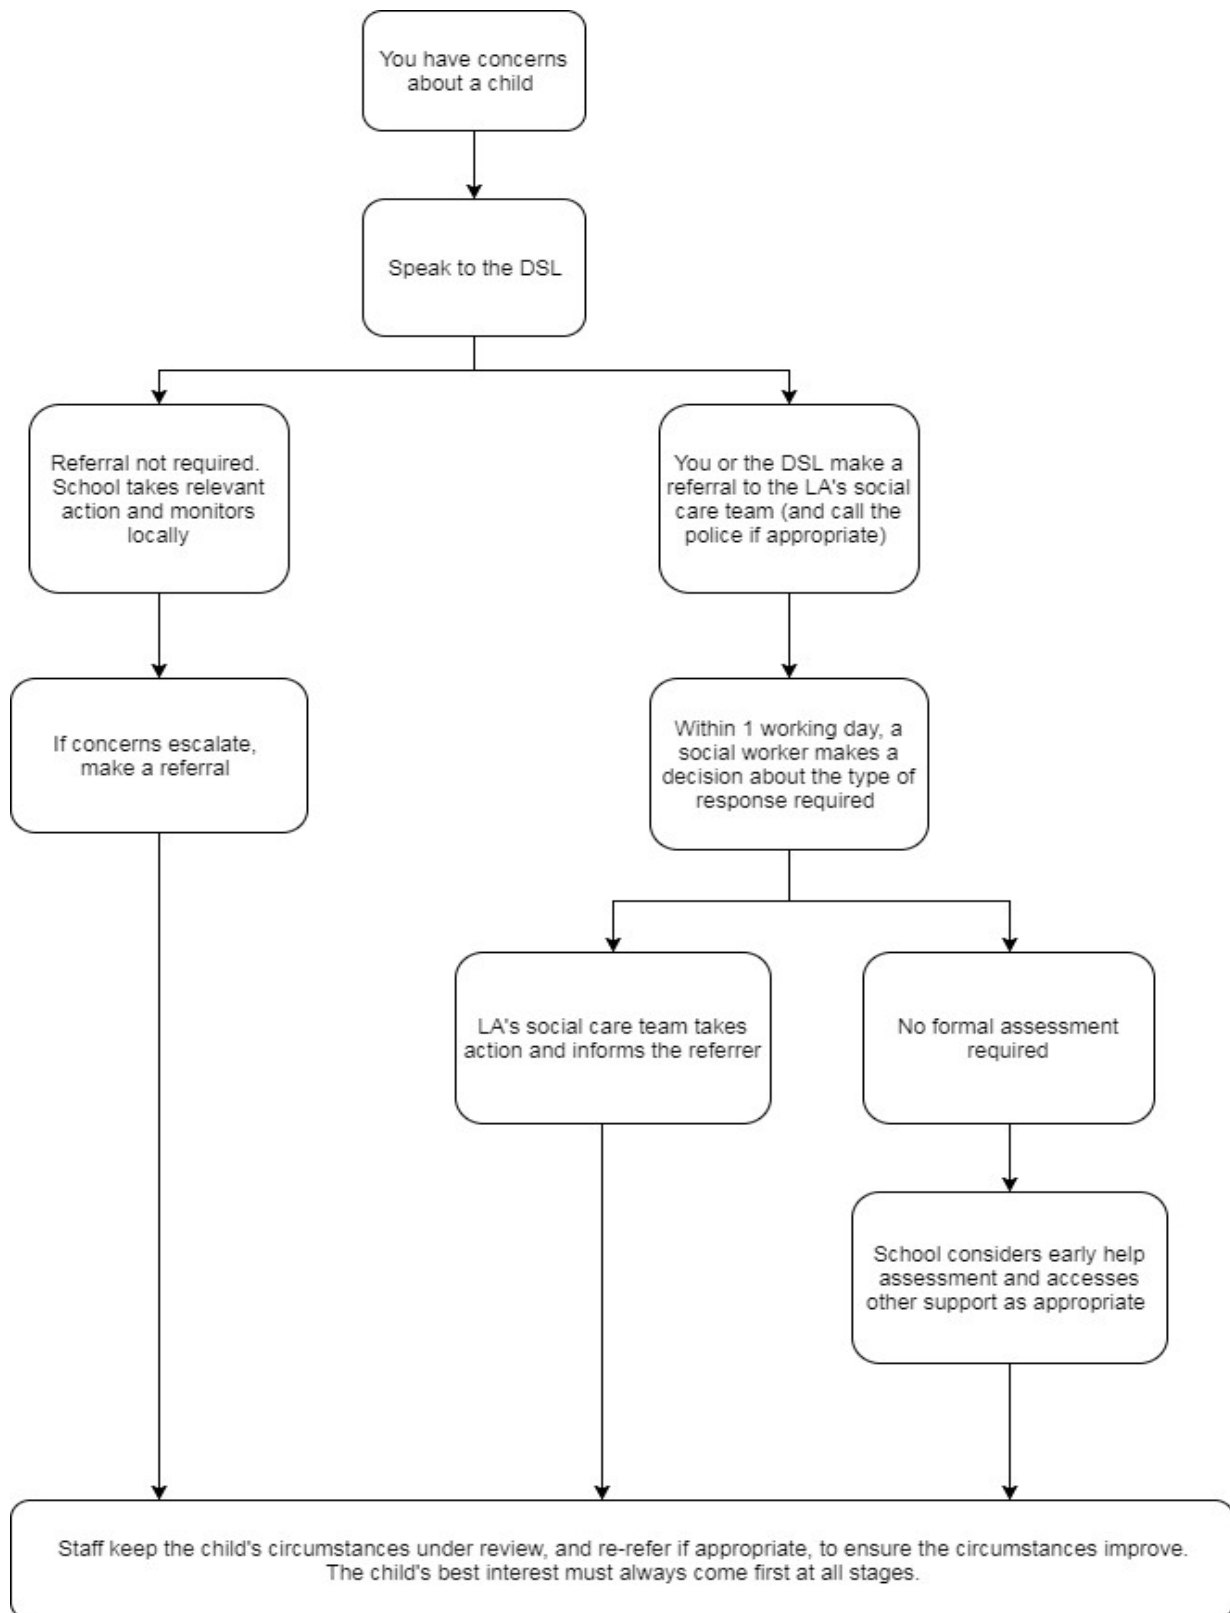 You have concerns
about a child
Speak to the DSL
Referral not required.
School takes relevant
action and monitors
locally
You or the DSL make a
referral to the LA's social
care team (and call the
police if appropriate)
If concerns escalate,
make a referral
Within 1 working day, a
social worker makes a
decision about the type of
response required
LA's social care team takes
action and informs the referrer
No formal assessment
required
School considers early help
assessment and accesses
other support as appropriate
Staff keep the child's circumstances under review, and re-refer if appropriate, to ensure the circumstances improve.
The child's best interest must always come first at all stages.